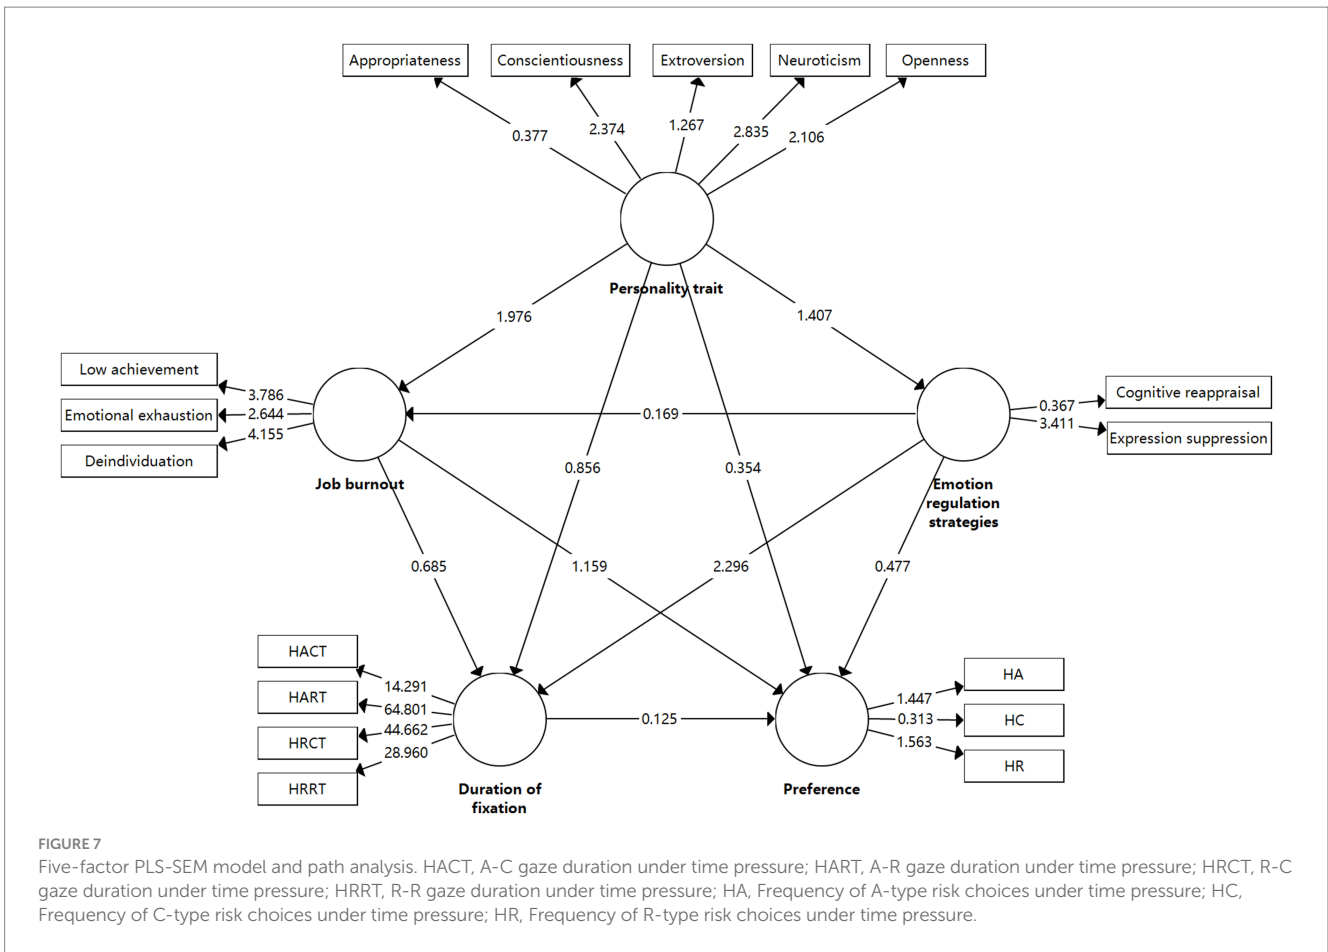 Appropriateness
Conscientiousness
Extroversion
Neuroticism
Openness
0.377
2.374
1.267
2.835
2.106
Personality trait
1.976
1.407
Low achievement
Emotional exhaustion
Deindividuation
3.786
2.644
4.155
Job burnout
0.169
0.367
3.411
Cognitive reappraisal
Expression suppression
Emotion
regulation
strategies
0.856
0.354
0.685
1.159
2.296
0.477
HACT
HART
HRCT
HRRT
14.291
64.801
44.662
28.960
Duration of
fixation
0.125
Preference
1.447
0.313
1.563
HA
HC
HR
FIGURE 7
Five-factor PLS-SEM model and path analysis. HACT, A-C gaze duration under time pressure; HART, A-R gaze duration under time pressure; HRCT, R-C
gaze duration under time pressure; HRRT, R-R gaze duration under time pressure; HA, Frequency of A-type risk choices under time pressure; HC,
Frequency of C-type risk choices under time pressure; HR, Frequency of R-type risk choices under time pressure.